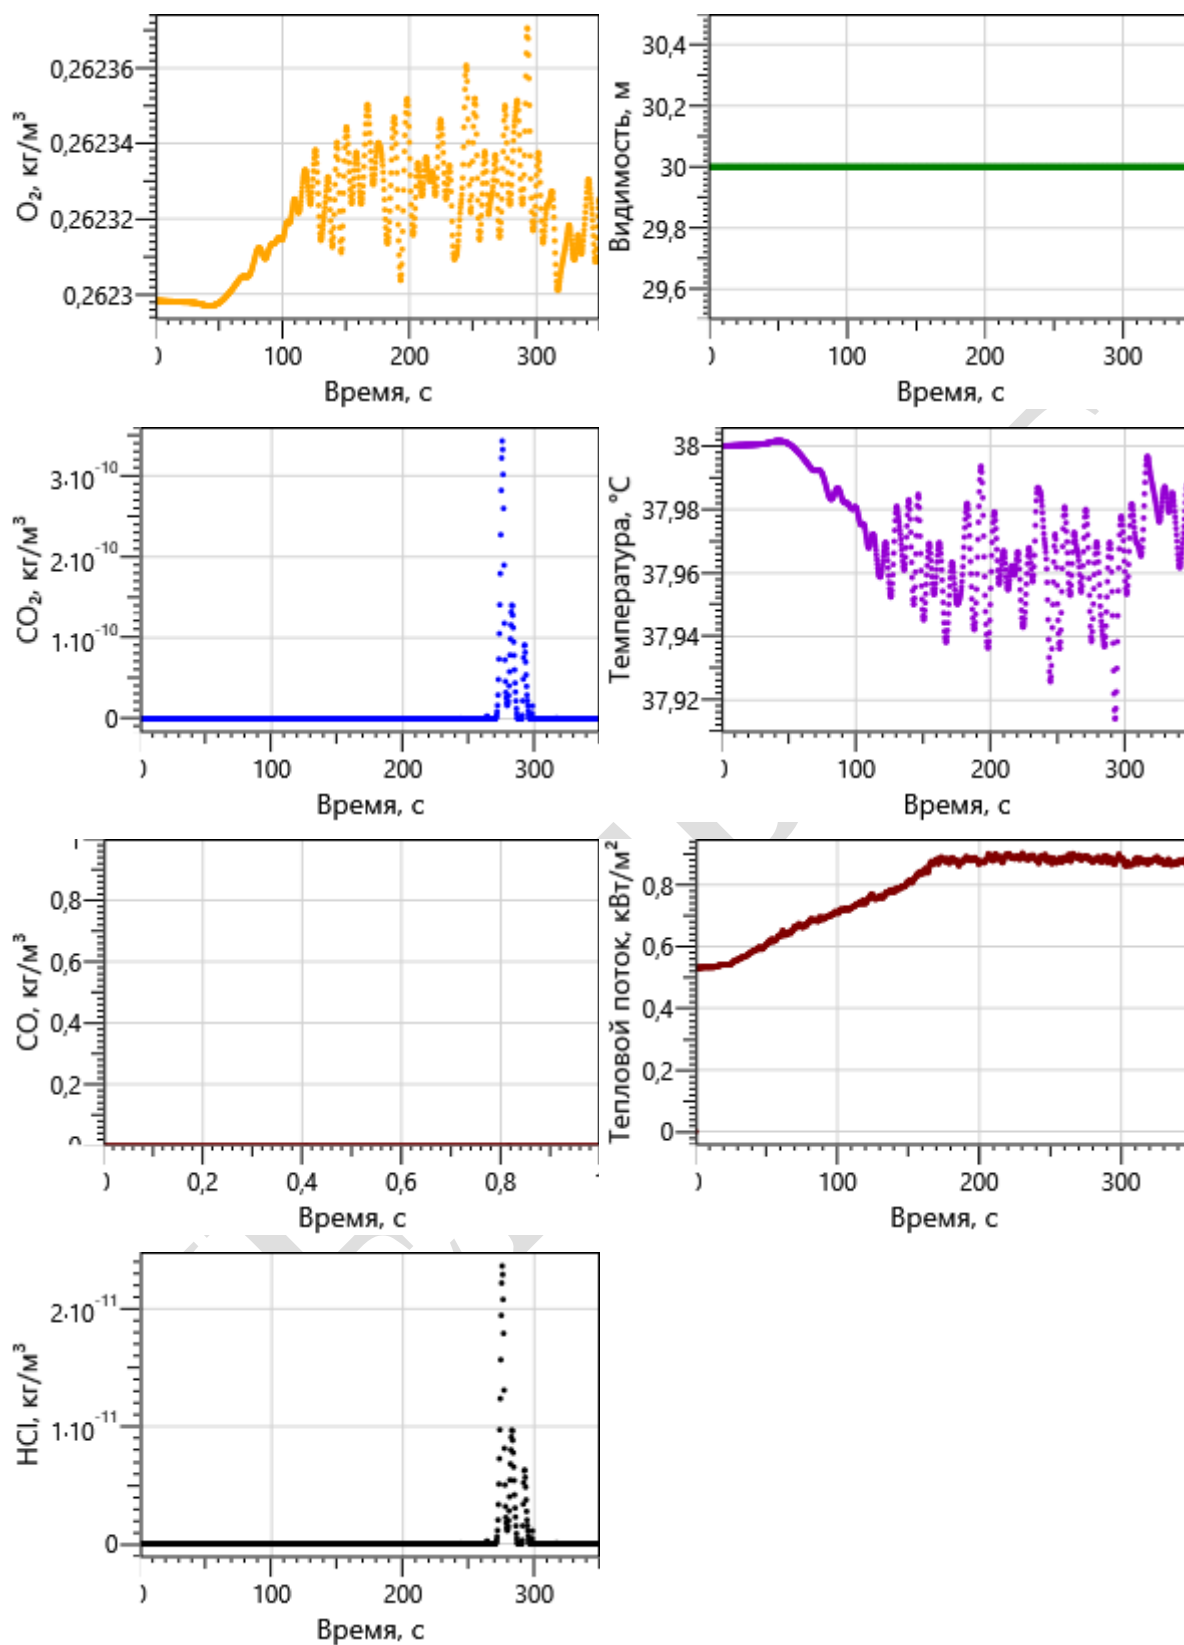 O₂, кг/м³
0,26236
0,26234
0,26232
0,2623
100 200 300
Время, с
Видимость, м
30,4
30,2
30
29,8
29,6
0 100 200 300
Время, с
CO₂, кг/м³
3·10⁻¹⁰
2·10⁻¹⁰
1·10⁻¹⁰
0
100 200 300
Время, с
Температура, °C
38
37,98
37,96
37,94
37,92
100 200 300
Время, с
CO, кг/м³
0,8
0,6
0,4
0,2
0,2 0,4 0,6 0,8
Время, с
Тепловой поток, кВт/м²
0,8
0,6
0,4
0,2
0
100 200 300
Время, с
HCl, кг/м³
2·10⁻¹¹
1·10⁻¹¹
0
100 200 300
Время, с